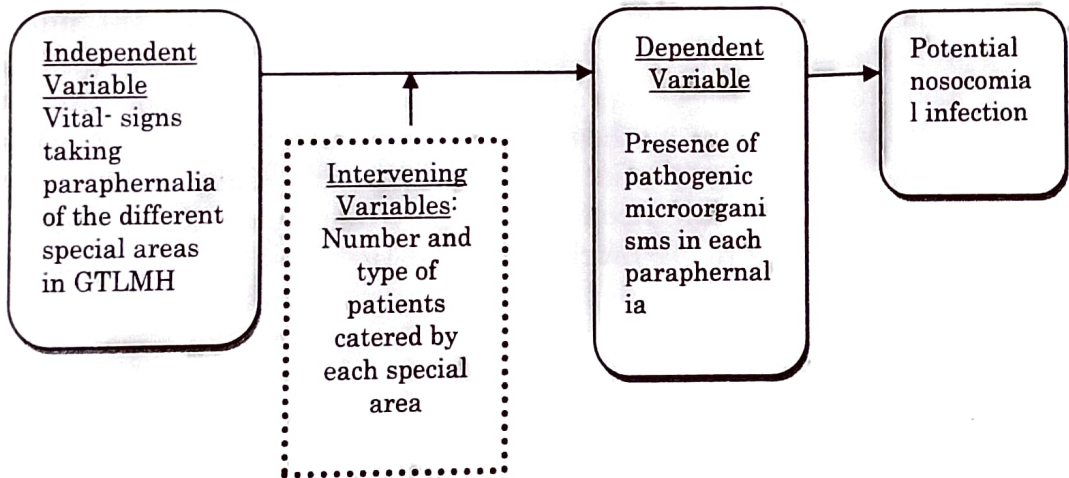 Independent
Variable
Vital- signs
taking
paraphernalia
of the different
special areas
in GTLMH
Intervening
Variables:
Number and
type of
patients
catered by
each special
area
Dependent
Variable
Presence of
pathogenic
microorgani
sms in each
paraphernal
ia
Potential
nosocomia
l infection